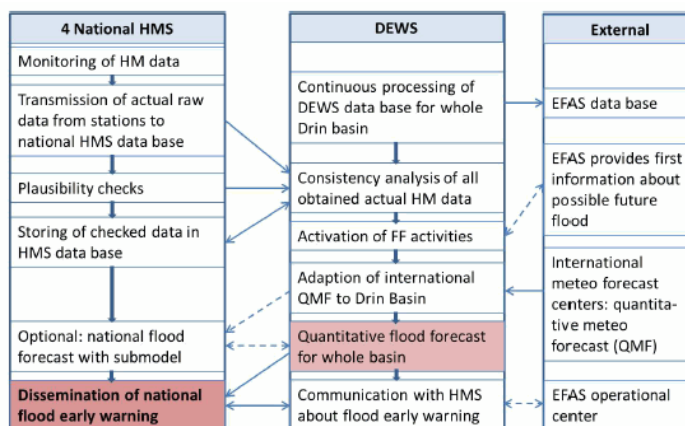 4 National HMS
Monitoring of HM data
Transmission of actual raw
data from stations to
national HMS data base
Plausibility checks
Storing of checked data in
HMS data base
Optional: national flood
forecast with submodel
Dissemination of national
flood early warning
DEWS
Continuous processing of
DEWS data base for whole
Drin basin
Consistency analysis of all
obtained actual HM data
Activation of FF activities
Adaption of international
QMF to Drin Basin
Quantitative flood forecast
for whole basin
Communication with HMS
about flood early warning
External
EFAS data base
EFAS provides first
information about
possible future
flood
International
meteo forecast
centers: quantita-
tive meteo
forecast (QMF)
EFAS operational
center